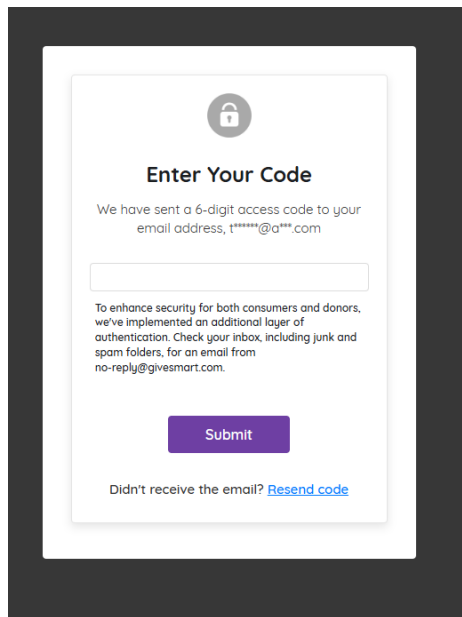 Enter Your Code
We have sent a 6-digit access code to your
email address, t******@a***.com
To enhance security for both consumers and donors,
we've implemented an additional layer of
authentication. Check your inbox, including junk and
spam folders, for an email from
no-reply@givesmart.com.
Submit
Didn't receive the email? Resend code